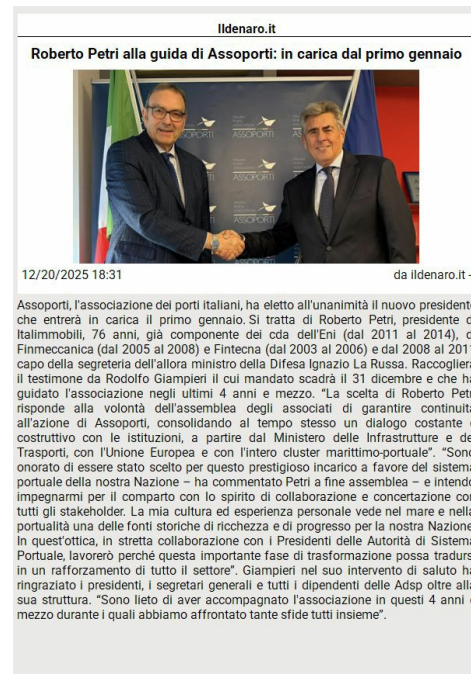 Ildenaro.it
Roberto Petri alla guida di Assoporti: in carica dal primo gennaio
ASSOPORTI
ASSOPORTI
ASSOPORTI
12/20/2025 18:31
da ildenaro.it -
Assoporti, l'associazione dei porti italiani, ha eletto all'unanimità il nuovo president
che entrerà in carica il primo gennaio. Si tratta di Roberto Petri, presidente d
Italimmobili, 76 anni, già componente dei cda dell'Eni (dal 2011 al 2014), d
Finmeccanica (dal 2005 al 2008) e Fintecna (dal 2003 al 2006) e dal 2008 al 201
capo della segreteria dell'allora ministro della Difesa Ignazio La Russa. Raccoglier
il testimone da Rodolfo Giampieri il cui mandato scadrà il 31 dicembre e che h
guidato l'associazione negli ultimi 4 anni e mezzo. “La scelta di Roberto Petr
risponde alla volontà dell'assemblea degli associati di garantire continuit
all'azione di Assoporti, consolidando al tempo stesso un dialogo costante
costruttivo con le istituzioni, a partire dal Ministero delle Infrastrutture e de
Trasporti, con l'Unione Europea e con l'intero cluster marittimo-portuale”. “Son
onorato di essere stato scelto per questo prestigioso incarico a favore del sistem
portuale della nostra Nazione – ha commentato Petri a fine assemblea – e intend
impegnarmi per il comparto con lo spirito di collaborazione e concertazione con
tutti gli stakeholder. La mia cultura ed esperienza personale vede nel mare e nell
portualità una delle fonti storiche di ricchezza e di progresso per la nostra Nazione
In quest'ottica, in stretta collaborazione con i Presidenti delle Autorità di Sistem
Portuale, lavorerò perché questa importante fase di trasformazione possa tradurs
in un rafforzamento di tutto il settore”. Giampieri nel suo intervento di saluto h
ringraziato i presidenti, i segretari generali e tutti i dipendenti delle Adsp oltre all
sua struttura. “Sono lieto di aver accompagnato l'associazione in questi 4 anni
mezzo durante i quali abbiamo affrontato tante sfide tutti insieme”.